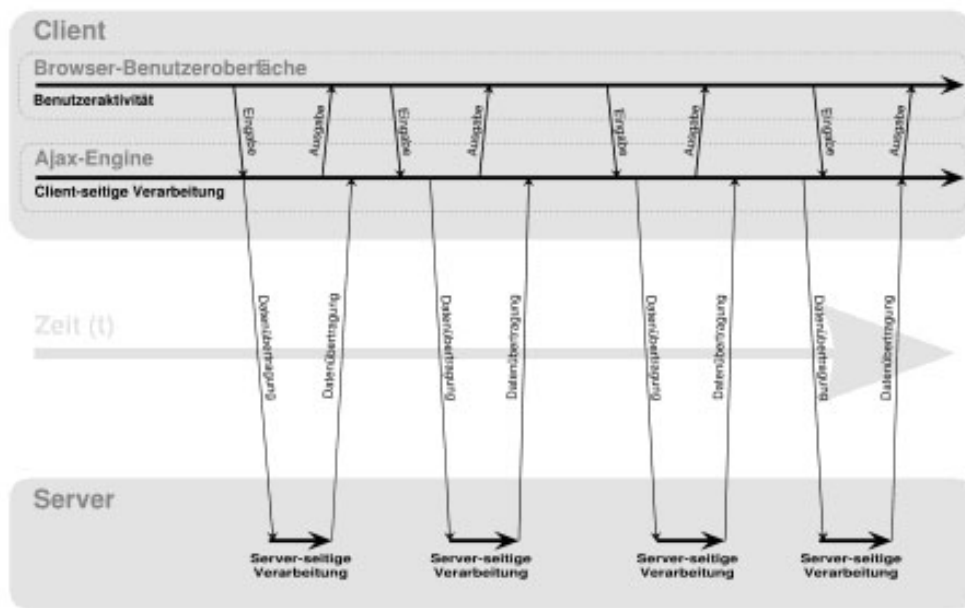 Client
Browser-Benutzeroberfäche
Benutzeraktivität
Eingabe
Ausgabe
Eingabe
Ausgabe
Eingabe
Ausgabe
Eingabe
Ausgabe
Ajax-Engine
Client-seitige Verarbeitung
Zeit (t)
Datenübertragung
Datenübertragung
Datenübertragung
Datenübertragung
Datenübertragung
Datenübertragung
Datenübertragung
Datenübertragung
Server
Server-seitige
Verarbeitung
Server-seitige
Verarbeitung
Server-seitige
Verarbeitung
Server-seitige
Verarbeitung